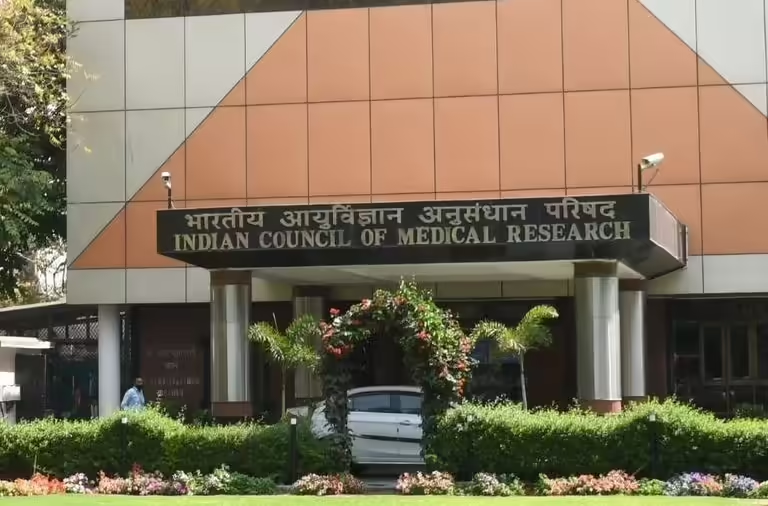 भारतीय आयुर्विज्ञान अनुसंधान परिषद
INDIAN COUNCIL OF MEDICAL RESEARCH